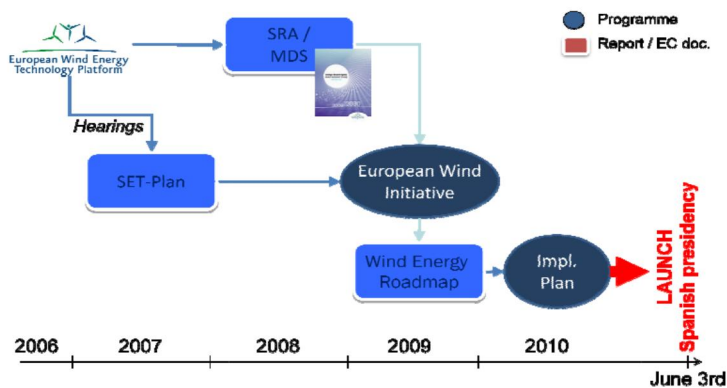 European Wind Energy
Technology Platform
SRA /
MDS
Programme
Report / EC doc.
Hearings
SET-Plan
European Wind
Initiative
Wind Energy
Roadmap
Impl.
Plan
LAUNCH
Spanish presidency
2006
2007
2008
2009
2010
June 3rd